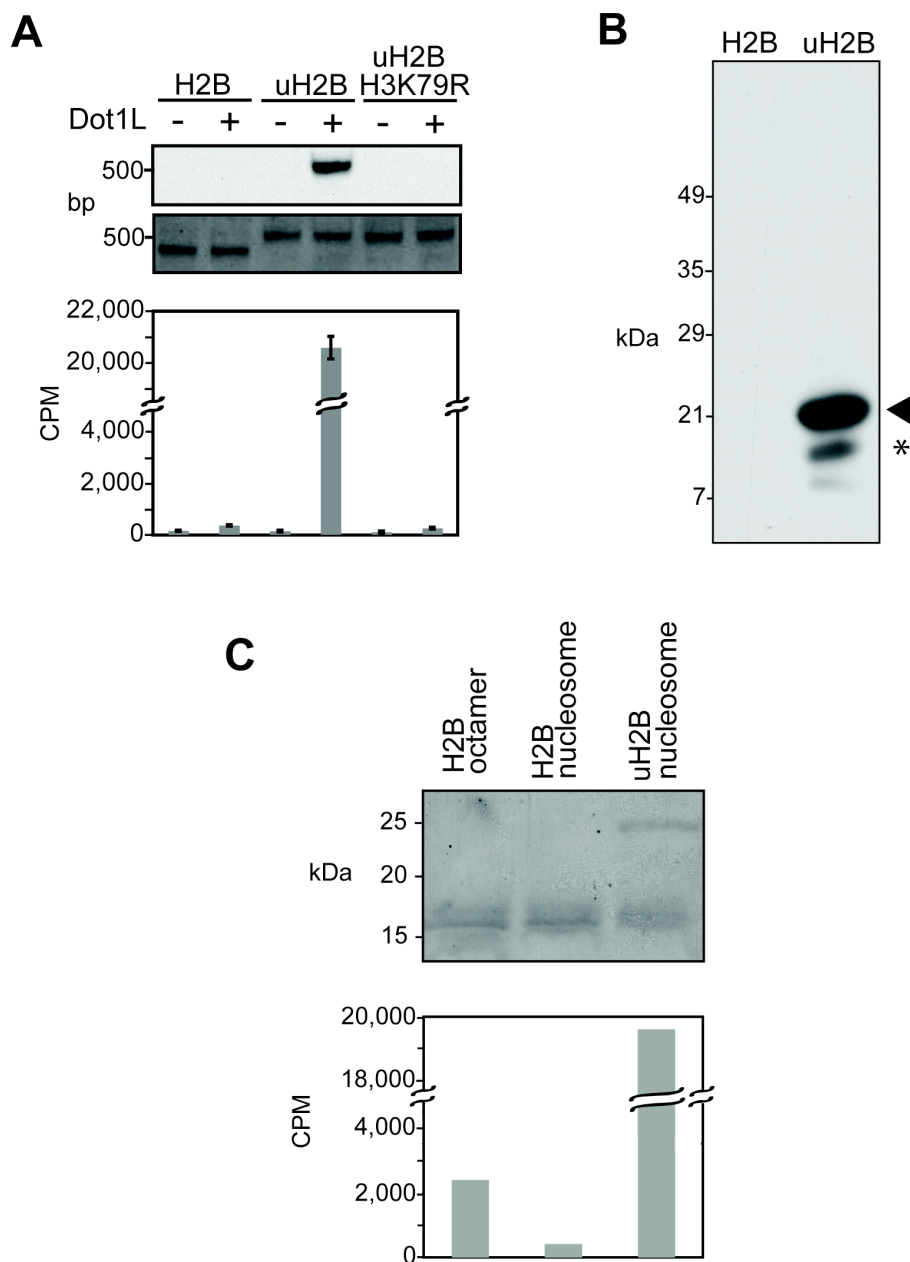 A
H2B
uH2B
uH2B
H3K79R
Dot1L
- + - + - +
500
bp
500
22,000
20,000
CPM
4,000
2,000
0
B
H2B uH2B
49
35
kDa
29
21
*
7
C
H2B
octamer
H2B
nucleosome
uH2B
nucleosome
25
kDa
20
15
20,000
18,000
CPM
4,000
2,000
0